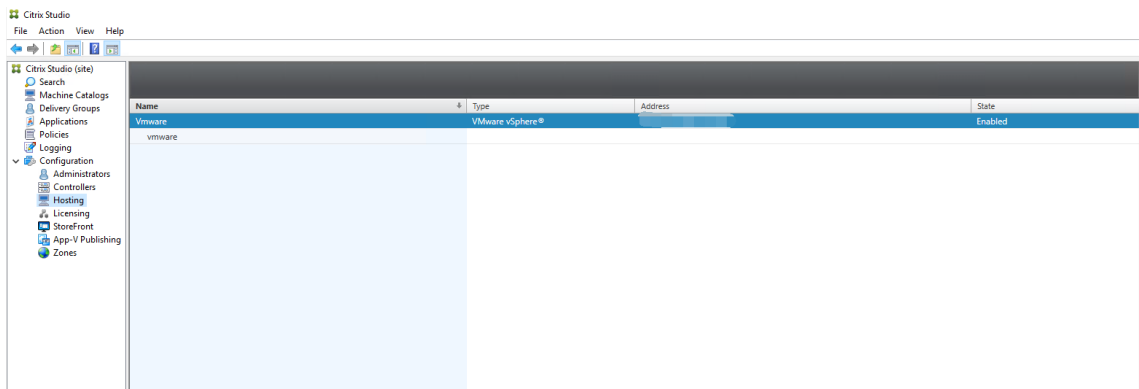 Citrix Studio
File Action View Help
Citrix Studio (site)
Search
Machine Catalogs
Delivery Groups
Applications
Policies
Logging
Configuration
Administrators
Controllers
Hosting
Licensing
StoreFront
App-V Publishing
Zones
Name Type Address State
Vmware VMware vSphere® Enabled
vmware